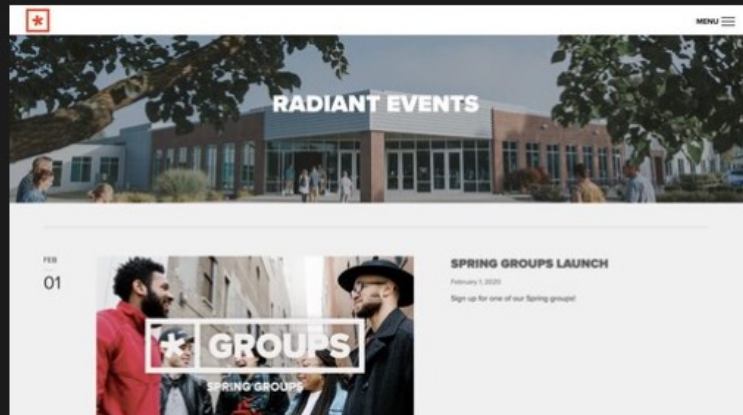 MENU
RADIANT EVENTS
FEB
01
SPRING GROUPS LAUNCH
February 1, 2020
Sign up for one of our Spring groups!
* GROUPS
SPRING GROUPS